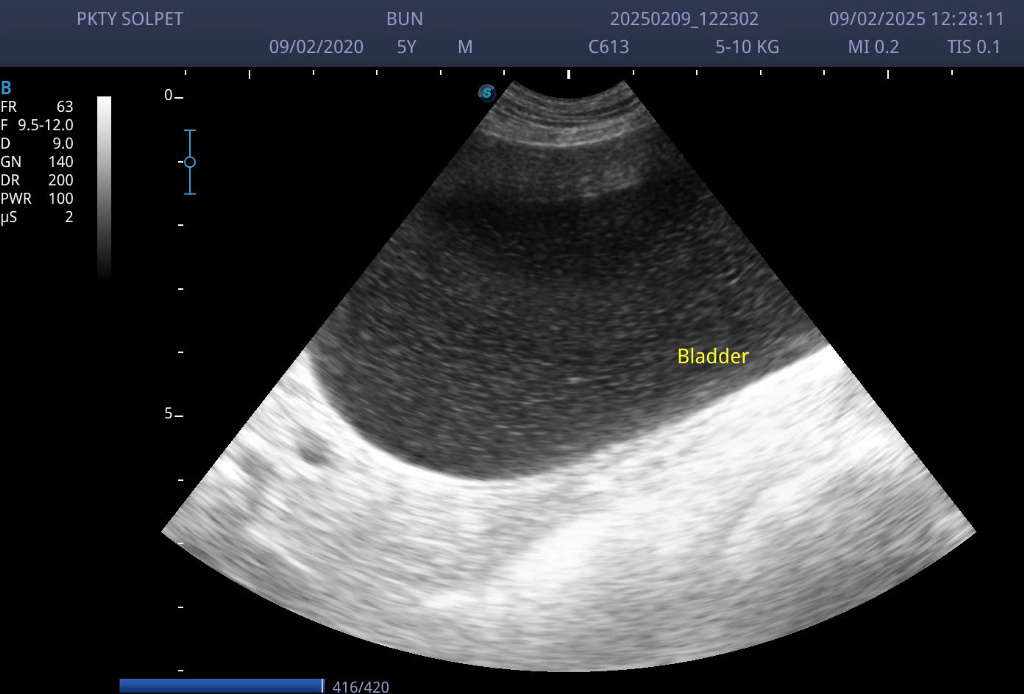 PKTY SOLPET BUN 20250209_122302 09/02/2025 12:28:11
09/02/2020 5Y M C613 5-10 KG MI 0.2 TIS 0.1
B
FR 63
F 9.5-12.0
D 9.0
GN 140
DR 200
PWR 100
µS 2
0
S
Bladder
5
416/420